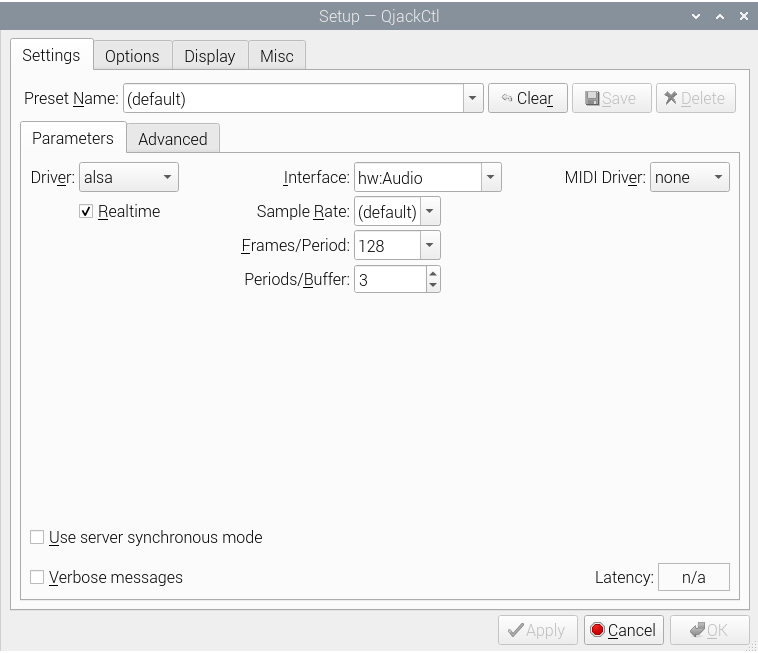 Setup — QjackCtl
Settings Options Display Misc
Preset Name: (default) Clear Save Delete
Parameters Advanced
Driver: alsa Interface: hw:Audio MIDI Driver: none
Realtime Sample Rate: (default)
Frames/Period: 128
Periods/Buffer: 3
Use server synchronous mode
Verbose messages Latency: n/a
Apply Cancel OK